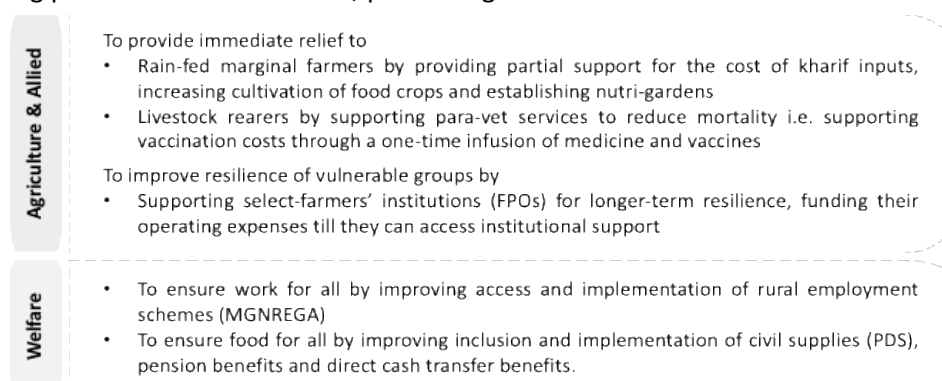 Agriculture & Allied
To provide immediate relief to
• Rain-fed marginal farmers by providing partial support for the cost of kharif inputs,
increasing cultivation of food crops and establishing nutri-gardens
• Livestock rearers by supporting para-vet services to reduce mortality i.e. supporting
vaccination costs through a one-time infusion of medicine and vaccines
To improve resilience of vulnerable groups by
• Supporting select-farmers’ institutions (FPOs) for longer-term resilience, funding their
operating expenses till they can access institutional support
Welfare
• To ensure work for all by improving access and implementation of rural employment
schemes (MGNREGA)
• To ensure food for all by improving inclusion and implementation of civil supplies (PDS),
pension benefits and direct cash transfer benefits.